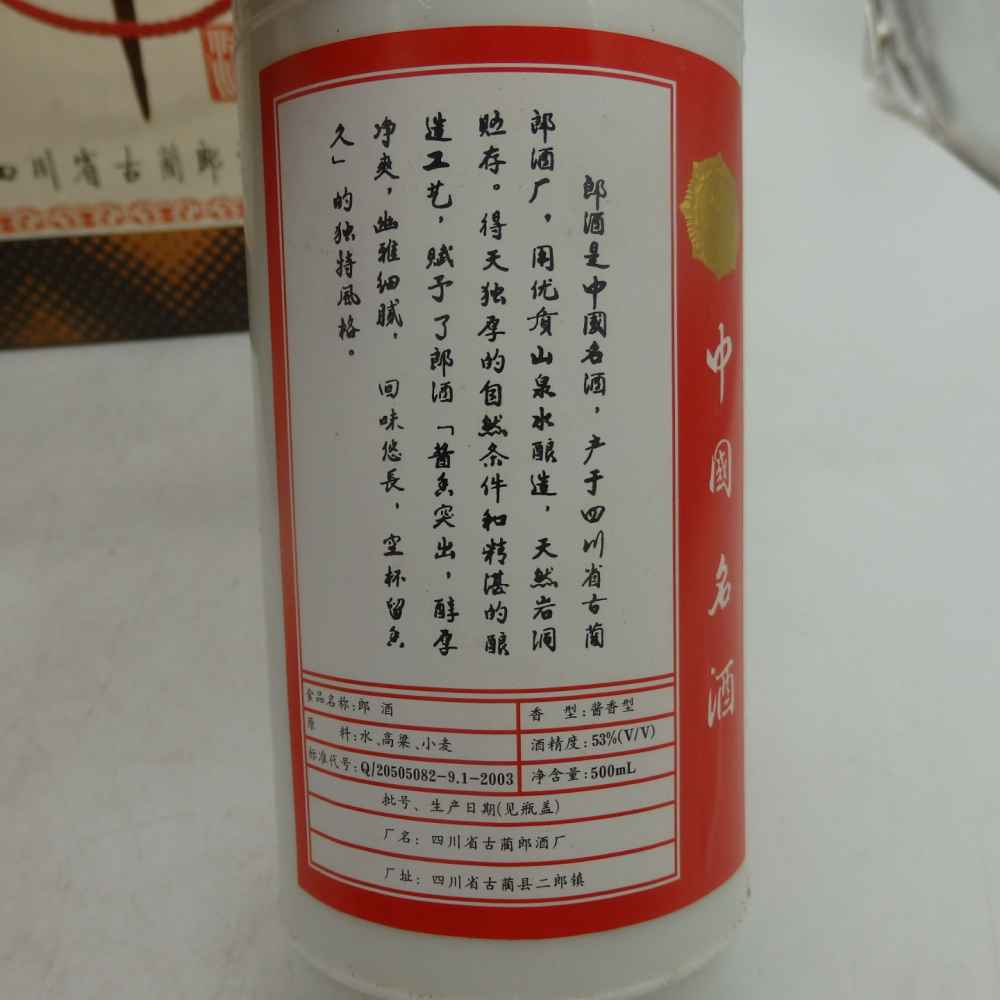 郎酒是中國名酒，产于四川省古蔺
郎酒厂，用优质山泉水酿造，天然岩洞
贮存。得天独厚的自然条件和精湛的酿
造工艺，赋予了郎酒「酱香突出，醇厚
净爽，幽雅细腻，回味悠長，空杯留香
久」的独特风格。
中國名酒
食品名称:郎 酒
香 型:酱香型
原 料:水、高粱、小麦
酒精度:53%(V/V)
标准代号:Q/20505082-9.1-2003
净含量:500mL
批号、生产日期(见瓶盖)
厂名: 四川省古蔺郎酒厂
厂址: 四川省古蔺县二郎镇
四川省古蔺郎